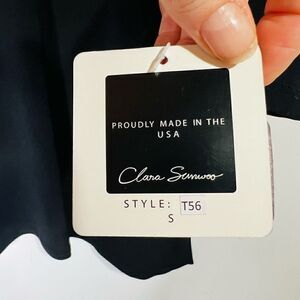 PROUDLY MADE IN THE
USA
Clara Sunwoo
STYLE: T56
S